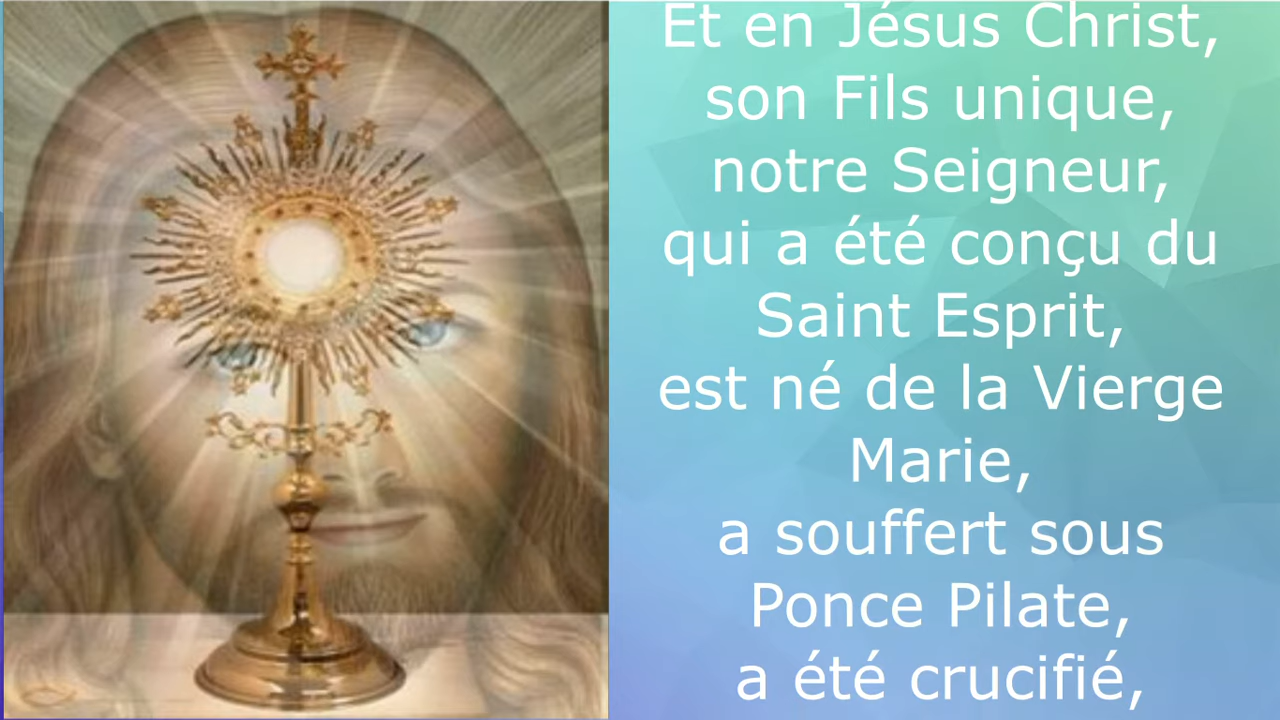 Et en Jésus Christ,
son Fils unique,
notre Seigneur,
qui a été conçu du
Saint Esprit,
est né de la Vierge
Marie,
a souffert sous
Ponce Pilate,
a été crucifié,